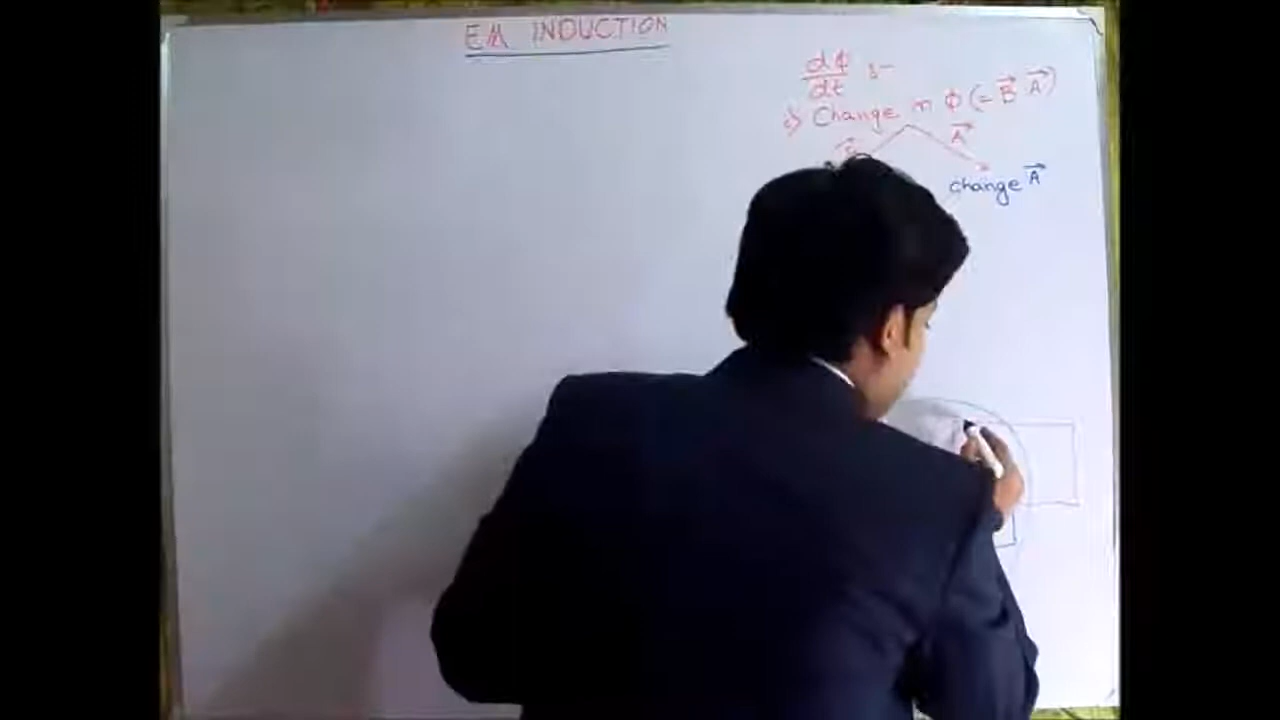 EM INDUCTION
dΦ
dt :-
i) Change in Φ (= B⃗ A⃗)
A⃗
change A⃗